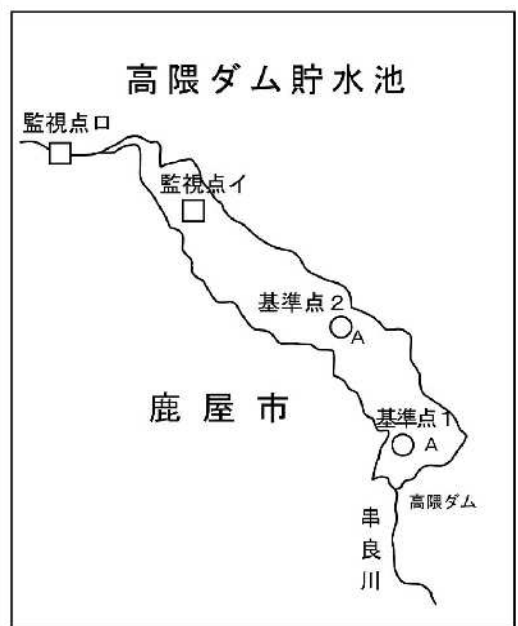 高隈ダム貯水池
監視点ロ
監視点イ
基準点2
A
鹿屋市
基準点1
A
高隈ダム
串良川